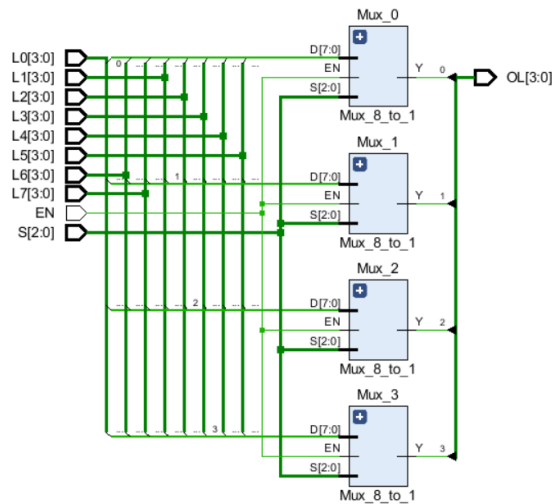 Mux_0
L0[3:0]
L1[3:0]
L2[3:0]
L3[3:0]
L4[3:0]
L5[3:0]
L6[3:0]
L7[3:0]
EN
S[2:0]
0
D[7:0]
EN
S[2:0]
Y
0
OL[3:0]
Mux_8_to_1
Mux_1
1
D[7:0]
EN
S[2:0]
Y
1
Mux_8_to_1
Mux_2
2
D[7:0]
EN
S[2:0]
Y
2
Mux_8_to_1
Mux_3
3
D[7:0]
EN
S[2:0]
Y
3
Mux_8_to_1